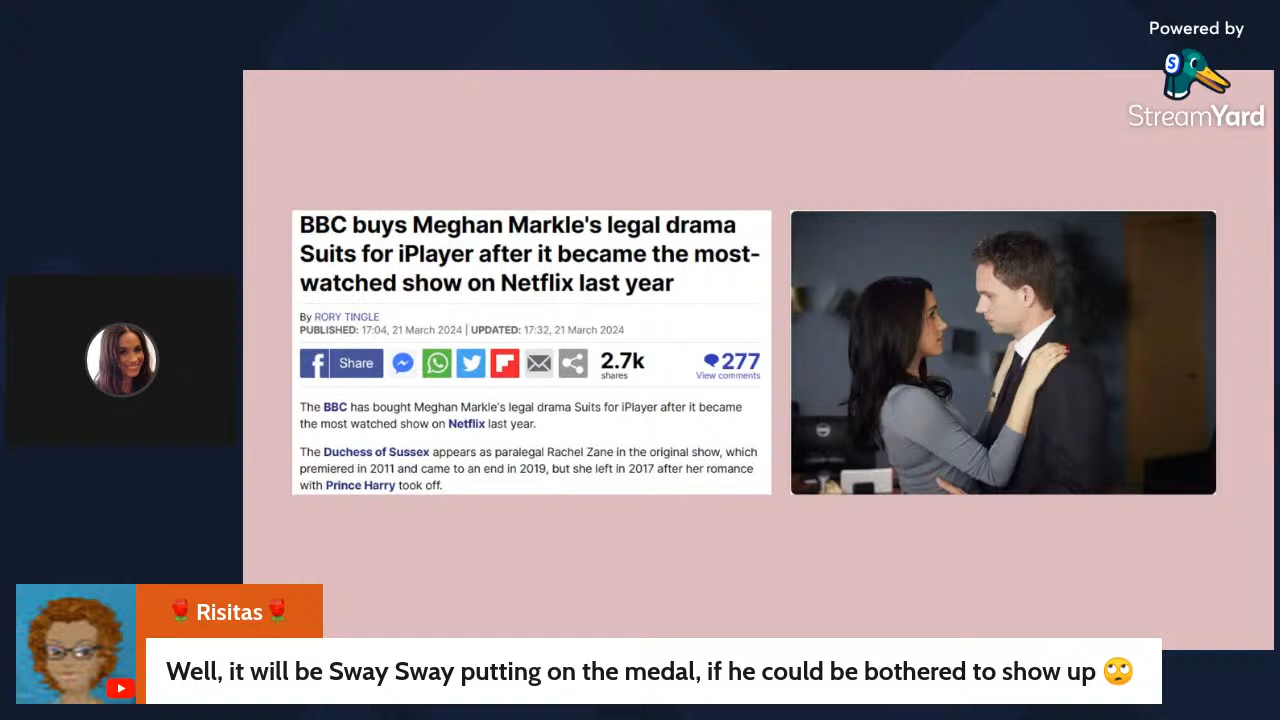 Powered by
S
StreamYard
BBC buys Meghan Markle's legal drama
Suits for iPlayer after it became the most-
watched show on Netflix last year
By RORY TINGLE
PUBLISHED: 17:04, 21 March 2024 | UPDATED: 17:32, 21 March 2024
f Share
2.7k
shares
277
View comments
The BBC has bought Meghan Markle's legal drama Suits for iPlayer after it became
the most watched show on Netflix last year.
The Duchess of Sussex appears as paralegal Rachel Zane in the original show, which
premiered in 2011 and came to an end in 2019, but she left in 2017 after her romance
with Prince Harry took off.
🌹 Risitas 🌹
Well, it will be Sway Sway putting on the medal, if he could be bothered to show up 🙄